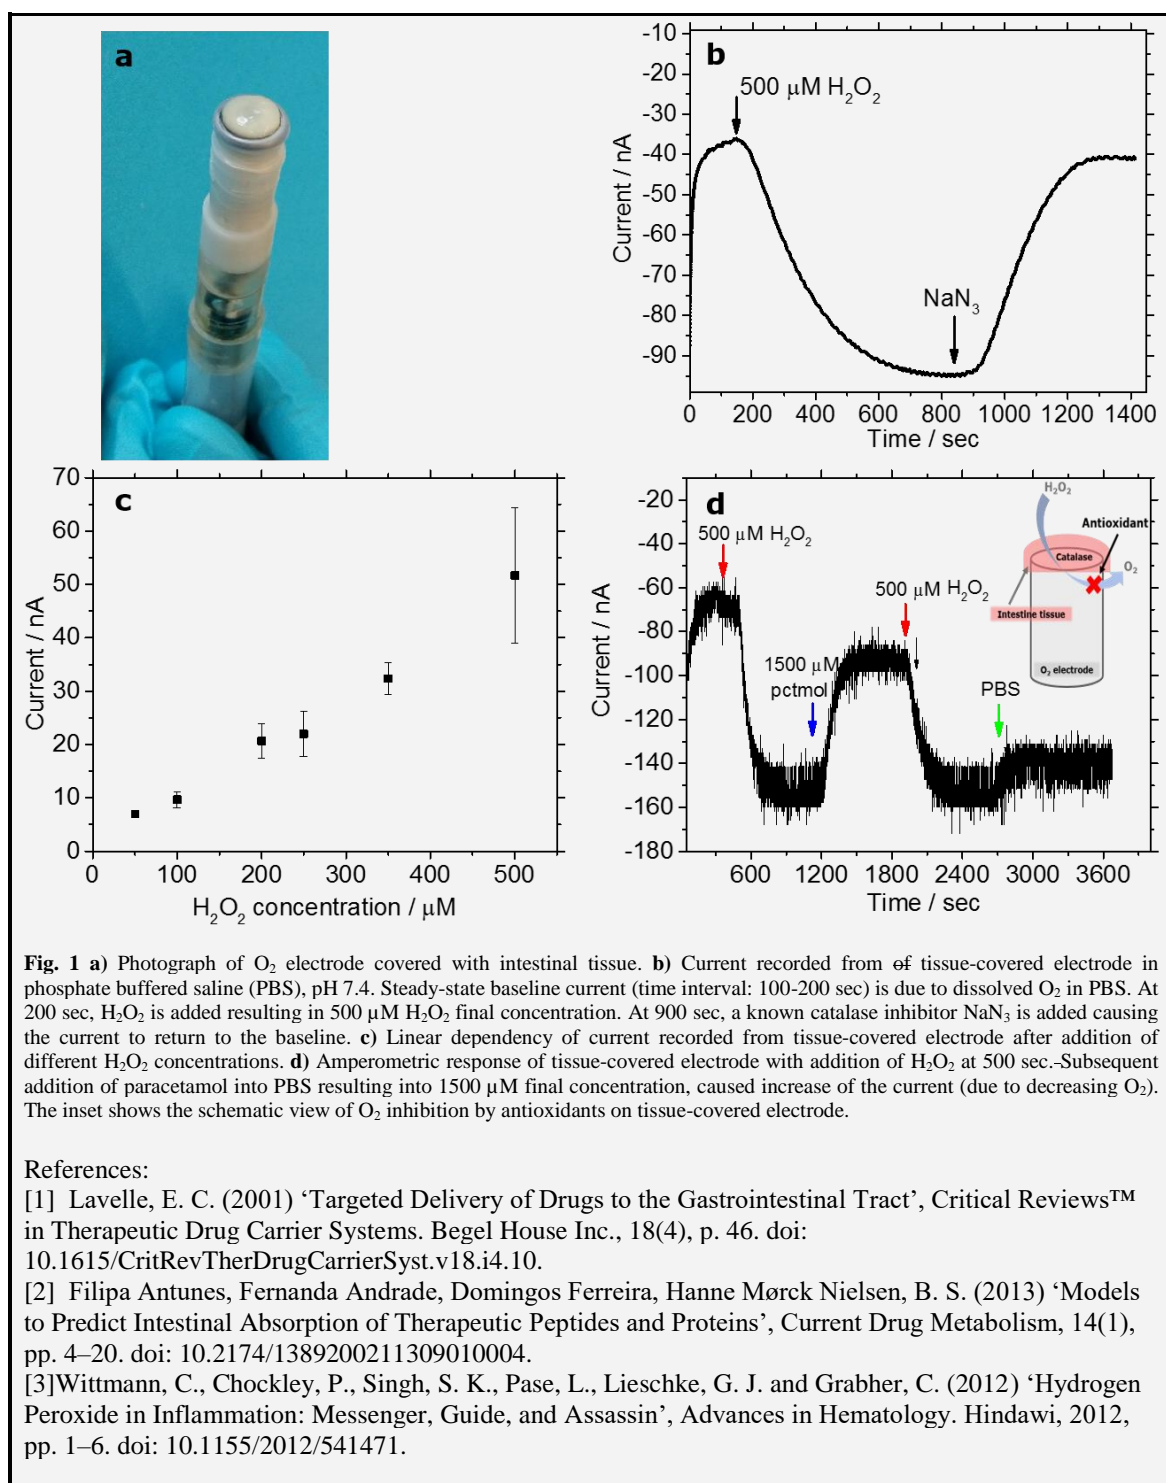 a
b
-10
-20
-30
-40
-50
-60
-70
-80
-90
Current / nA
500 μM H₂O₂
NaN₃
0 200 400 600 800 1000 1200 1400
Time / sec
c
70
60
50
40
30
20
10
0
Current / nA
0 100 200 300 400 500
H₂O₂ concentration / μM
d
-20
-40
-60
-80
-100
-120
-140
-160
-180
Current / nA
500 μM H₂O₂
1500 μM
pctmol
500 μM H₂O₂
PBS
H₂O₂
Antioxidant
Catalase
O₂
Intestine tissue
O₂ electrode
600 1200 1800 2400 3000 3600
Time / sec
Fig. 1 a) Photograph of O₂ electrode covered with intestinal tissue. b) Current recorded from of tissue-covered electrode in
phosphate buffered saline (PBS), pH 7.4. Steady-state baseline current (time interval: 100-200 sec) is due to dissolved O₂ in PBS. At
200 sec, H₂O₂ is added resulting in 500 μM H₂O₂ final concentration. At 900 sec, a known catalase inhibitor NaN₃ is added causing
the current to return to the baseline. c) Linear dependency of current recorded from tissue-covered electrode after addition of
different H₂O₂ concentrations. d) Amperometric response of tissue-covered electrode with addition of H₂O₂ at 500 sec. Subsequent
addition of paracetamol into PBS resulting into 1500 μM final concentration, caused increase of the current (due to decreasing O₂).
The inset shows the schematic view of O₂ inhibition by antioxidants on tissue-covered electrode.
References:
[1] Lavelle, E. C. (2001) ‘Targeted Delivery of Drugs to the Gastrointestinal Tract’, Critical Reviews™
in Therapeutic Drug Carrier Systems. Begel House Inc., 18(4), p. 46. doi:
10.1615/CritRevTherDrugCarrierSyst.v18.i4.10.
[2] Filipa Antunes, Fernanda Andrade, Domingos Ferreira, Hanne Mørck Nielsen, B. S. (2013) ‘Models
to Predict Intestinal Absorption of Therapeutic Peptides and Proteins’, Current Drug Metabolism, 14(1),
pp. 4–20. doi: 10.2174/1389200211309010004.
[3]Wittmann, C., Chockley, P., Singh, S. K., Pase, L., Lieschke, G. J. and Grabher, C. (2012) ‘Hydrogen
Peroxide in Inflammation: Messenger, Guide, and Assassin’, Advances in Hematology. Hindawi, 2012,
pp. 1–6. doi: 10.1155/2012/541471.